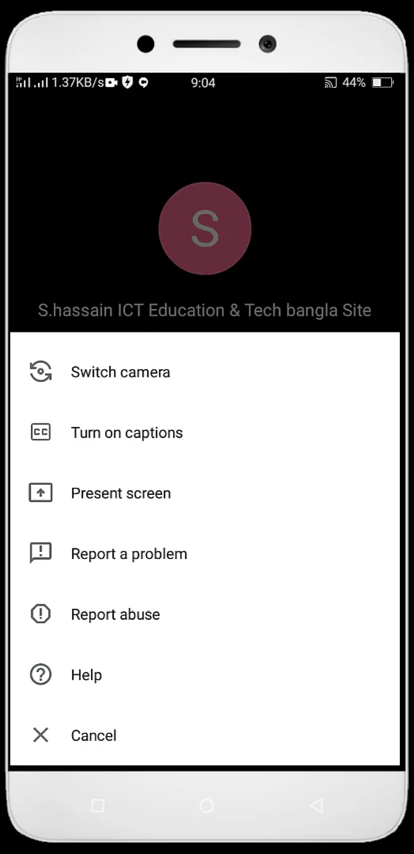 1.37KB/s 9:04 44%
S
S.hassain ICT Education & Tech bangla Site
Switch camera
CC Turn on captions
Present screen
Report a problem
Report abuse
Help
Cancel